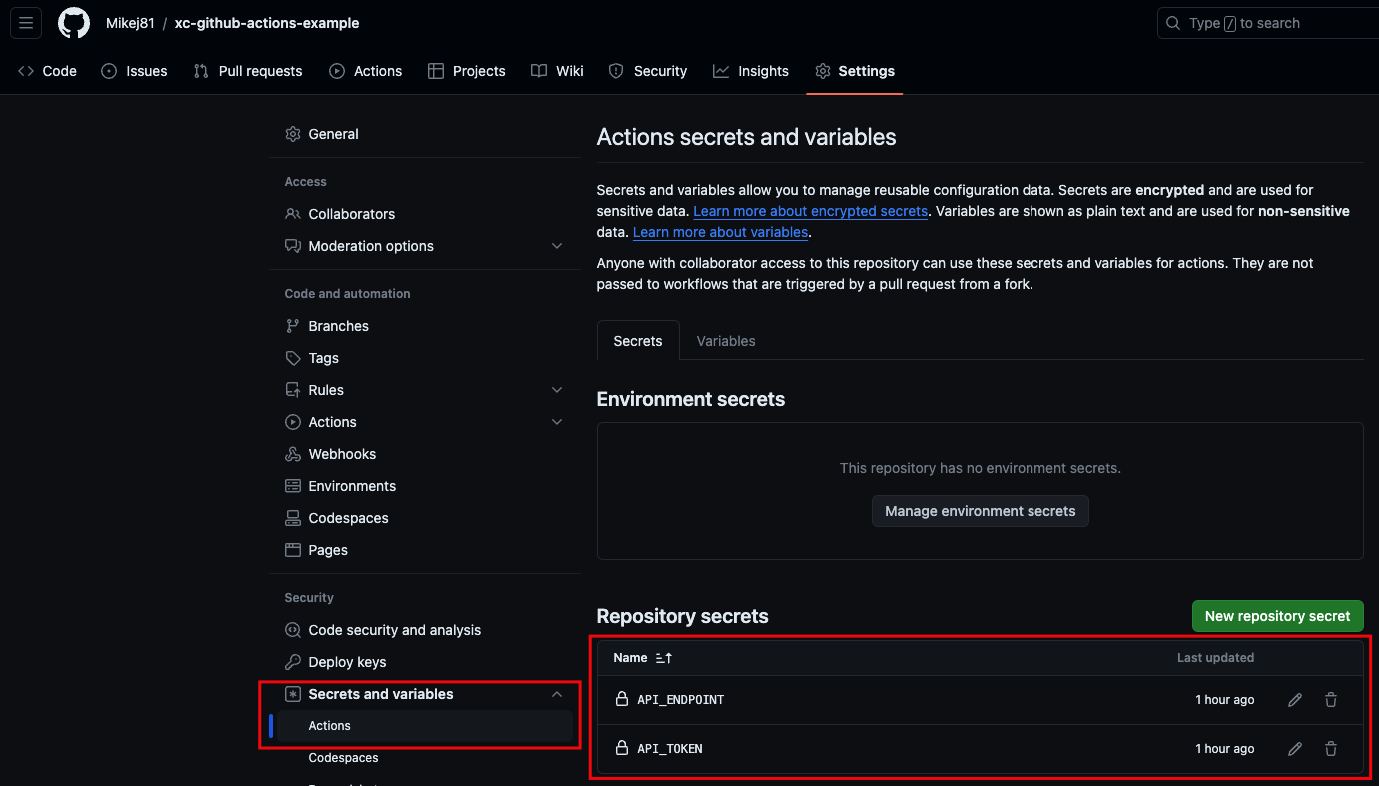 Mikej81 / xc-github-actions-example
Type / to search
Code Issues Pull requests Actions Projects Wiki Security Insights Settings
General
Access
Collaborators
Moderation options
Code and automation
Branches
Tags
Rules
Actions
Webhooks
Environments
Codespaces
Pages
Security
Code security and analysis
Deploy keys
Secrets and variables
Actions
Codespaces
Actions secrets and variables
Secrets and variables allow you to manage reusable configuration data. Secrets are encrypted and are used for
sensitive data. Learn more about encrypted secrets. Variables are shown as plain text and are used for non-sensitive
data. Learn more about variables.
Anyone with collaborator access to this repository can use these secrets and variables for actions. They are not
passed to workflows that are triggered by a pull request from a fork.
Secrets Variables
Environment secrets
This repository has no environment secrets.
Manage environment secrets
Repository secrets
New repository secret
Name Last updated
API_ENDPOINT 1 hour ago
API_TOKEN 1 hour ago